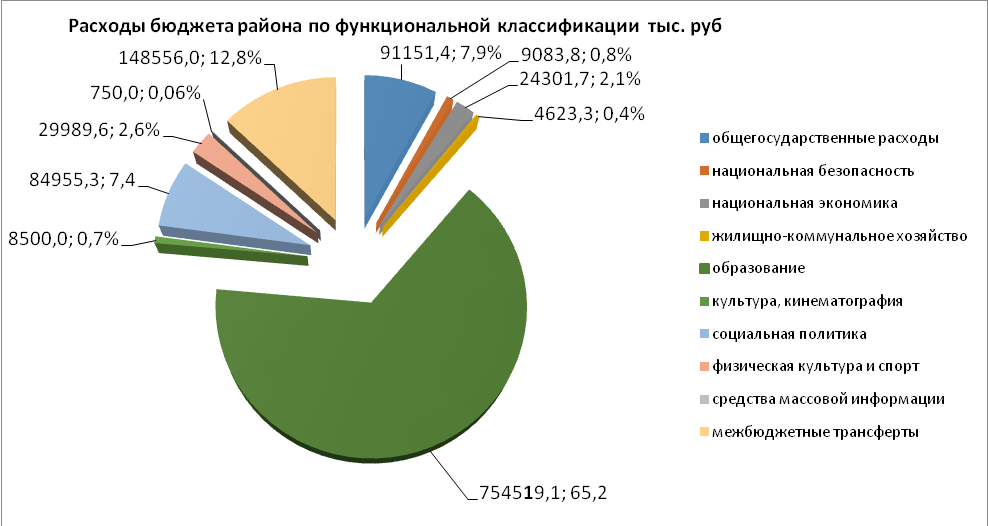 Расходы бюджета района по функциональной классификации тыс. руб
148556,0; 12,8%
91151,4; 7,9%
9083,8; 0,8%
24301,7; 2,1%
750,0; 0,06%
4623,3; 0,4%
29989,6; 2,6%
84955,3; 7,4
8500,0; 0,7%
754519,1; 65,2
общегосударственные расходы
национальная безопасность
национальная экономика
жилищно-коммунальное хозяйство
образование
культура, кинематография
социальная политика
физическая культура и спорт
средства массовой информации
межбюджетные трансферты